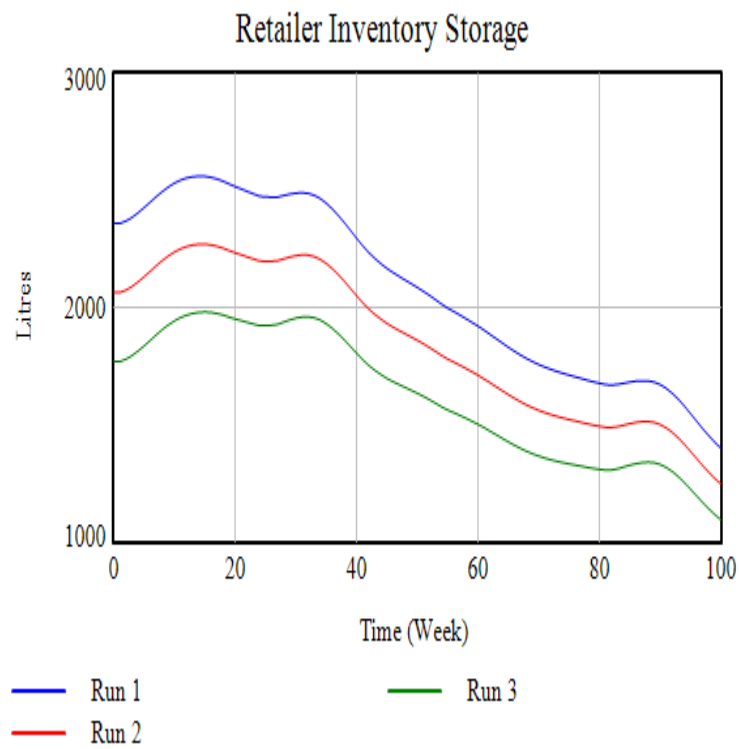 Retailer Inventory Storage
3000
2000
1000
Litres
0 20 40 60 80 100
Time (Week)
Run 1 Run 3
Run 2